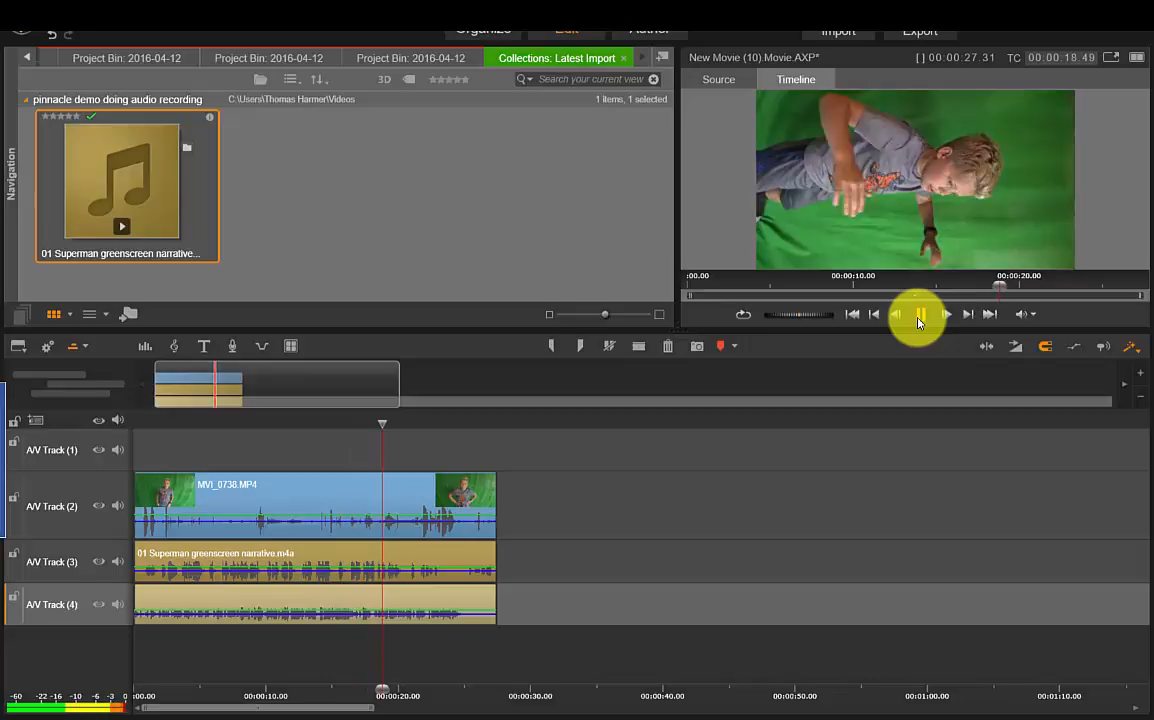 Organize Edit Author Import Export
Project Bin: 2016-04-12 Project Bin: 2016-04-12 Project Bin: 2016-04-12 Collections: Latest Import ×
New Movie (10).Movie.AXP* [ ] 00:00:27.31 TC 00:00:18.49
3D Search your current view
Source Timeline
pinnacle demo doing audio recording C:\Users\Thomas Harmer\Videos 1 items, 1 selected
Navigation
01 Superman greenscreen narrative...
:00.00 00:00:10.00 00:00:20.00
A/V Track (1)
MVI_0738.MP4
A/V Track (2)
01 Superman greenscreen narrative.m4a
A/V Track (3)
A/V Track (4)
-60 -22 -16 -10 -6 -3 0 :00.00 00:00:10.00 00:00:20.00 00:00:30.00 00:00:40.00 00:00:50.00 00:01:00.00 00:01:10.00